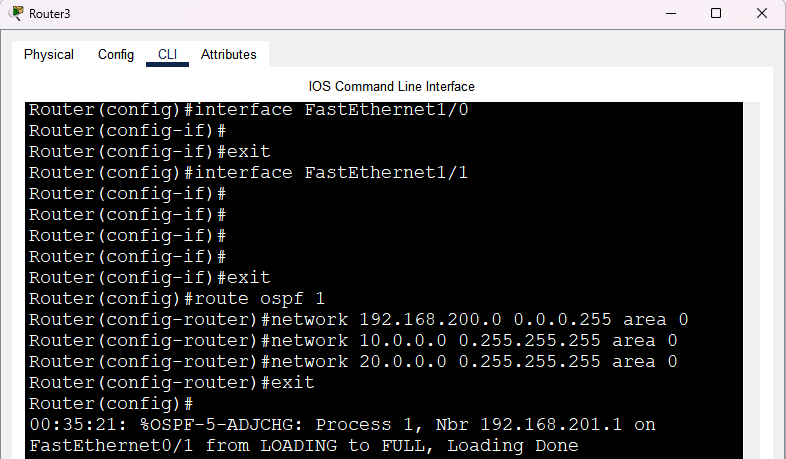 Router3
Physical Config CLI Attributes
IOS Command Line Interface
Router(config)#interface FastEthernet1/0
Router(config-if)#
Router(config-if)#exit
Router(config)#interface FastEthernet1/1
Router(config-if)#
Router(config-if)#
Router(config-if)#
Router(config-if)#
Router(config-if)#exit
Router(config)#route ospf 1
Router(config-router)#network 192.168.200.0 0.0.0.255 area 0
Router(config-router)#network 10.0.0.0 0.255.255.255 area 0
Router(config-router)#network 20.0.0.0 0.255.255.255 area 0
Router(config-router)#exit
Router(config)#
00:35:21: %OSPF-5-ADJCHG: Process 1, Nbr 192.168.201.1 on
FastEthernet0/1 from LOADING to FULL, Loading Done